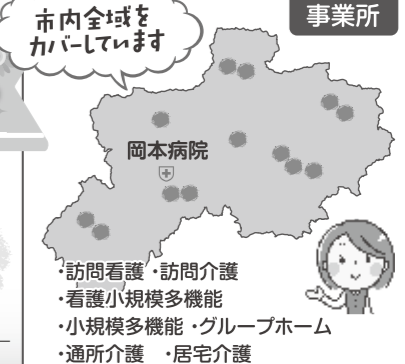 市内全域を
カバーしています
事業所
岡本病院
・訪問看護 ・訪問介護
・看護小規模多機能
・小規模多機能 ・グループホーム
・通所介護 ・居宅介護